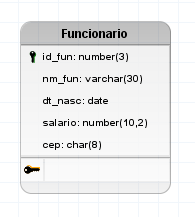 Funcionario
id_fun: number(3)
nm_fun: varchar(30)
dt_nasc: date
salario: number(10,2)
cep: char(8)